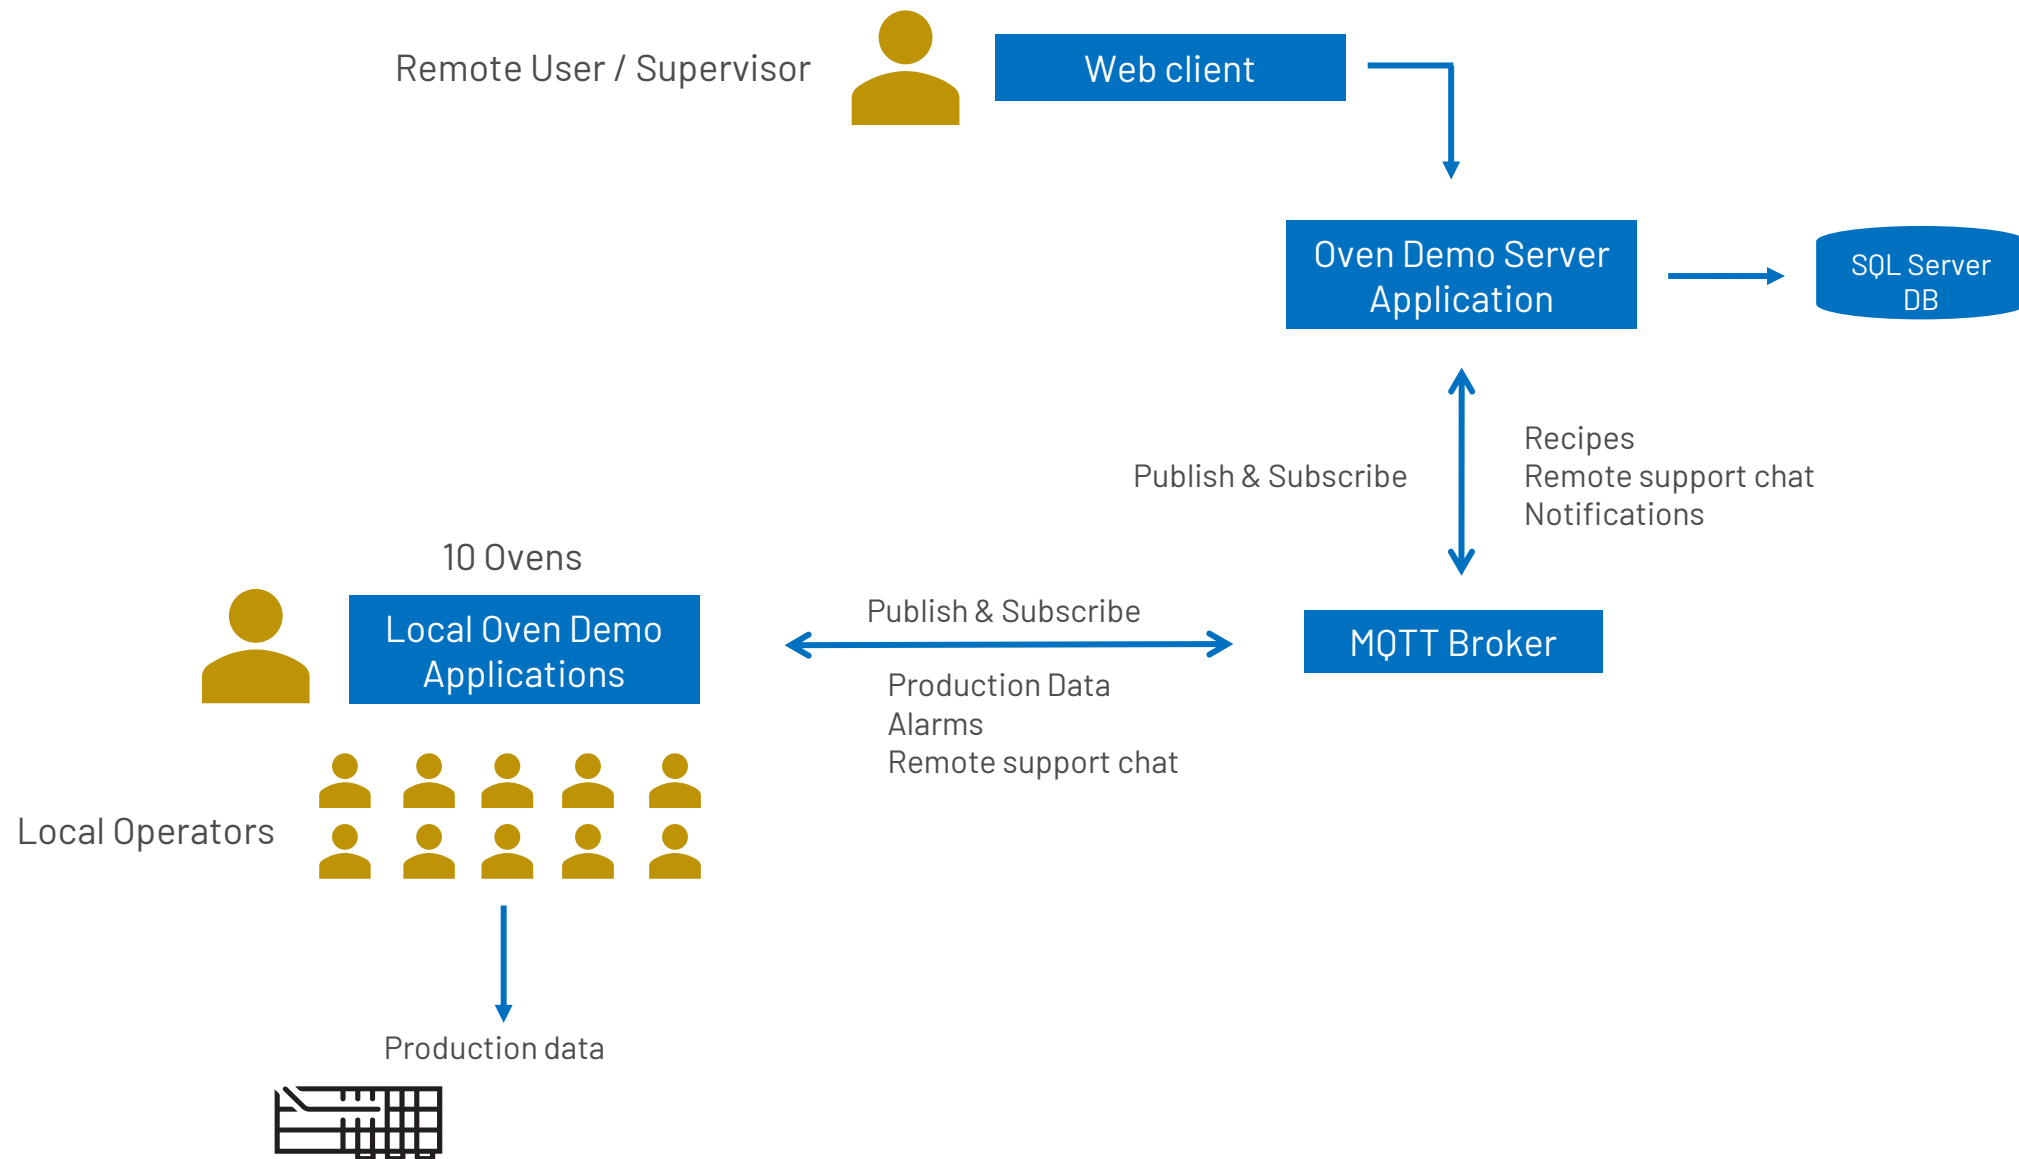 Remote User / Supervisor
Web client
Oven Demo Server
Application
SQL Server
DB
Publish & Subscribe
Recipes
Remote support chat
Notifications
10 Ovens
Local Oven Demo
Applications
Publish & Subscribe
Production Data
Alarms
Remote support chat
MQTT Broker
Local Operators
Production data